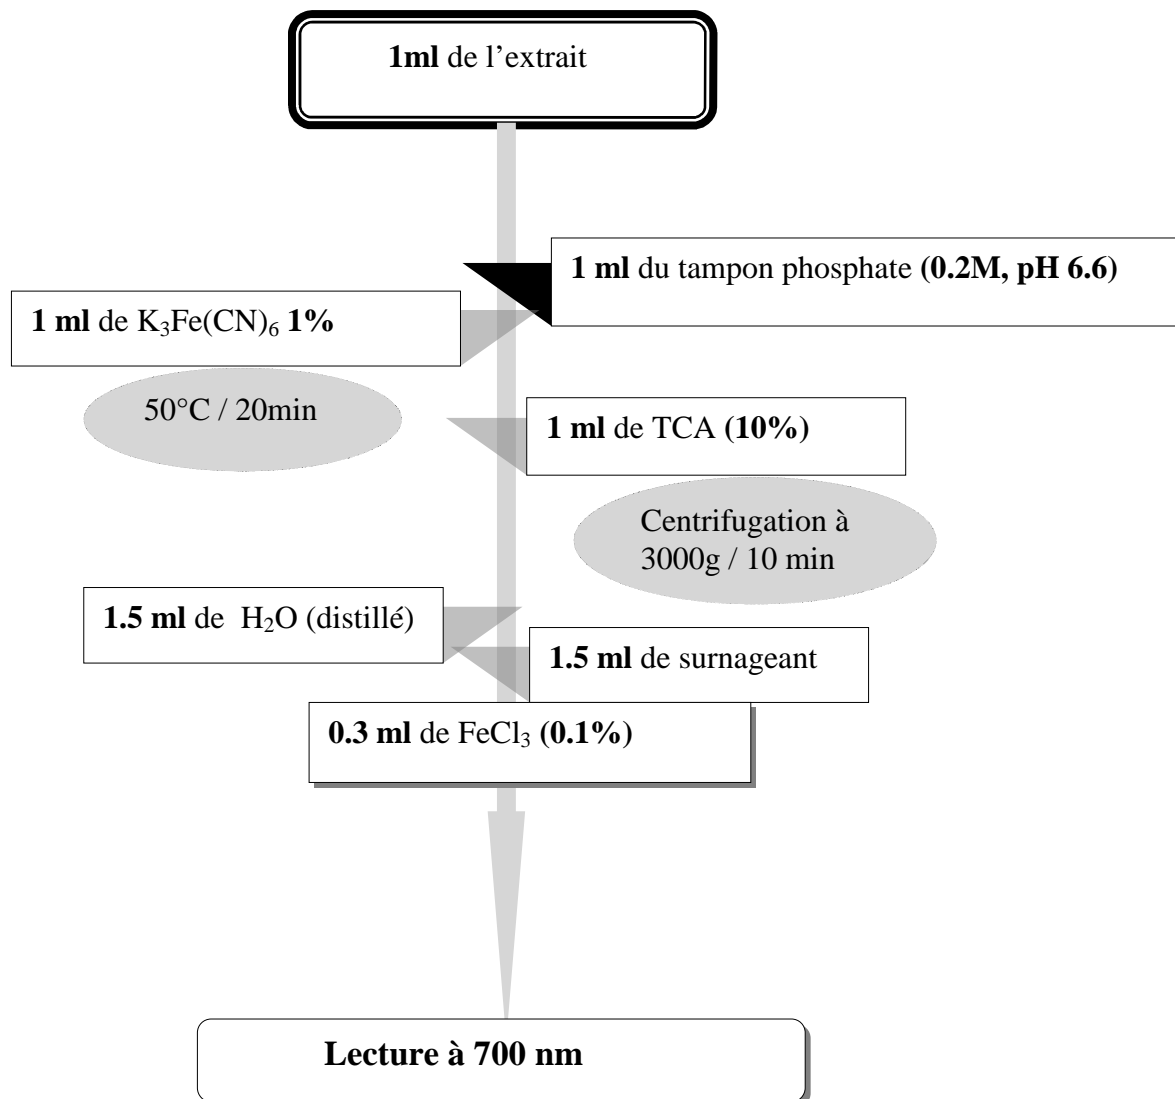 1ml de l’extrait
1 ml du tampon phosphate (0.2M, pH 6.6)
1 ml de K₃Fe(CN)₆ 1%
50°C / 20min
1 ml de TCA (10%)
Centrifugation à
3000g / 10 min
1.5 ml de H₂O (distillé)
1.5 ml de surnageant
0.3 ml de FeCl₃ (0.1%)
Lecture à 700 nm